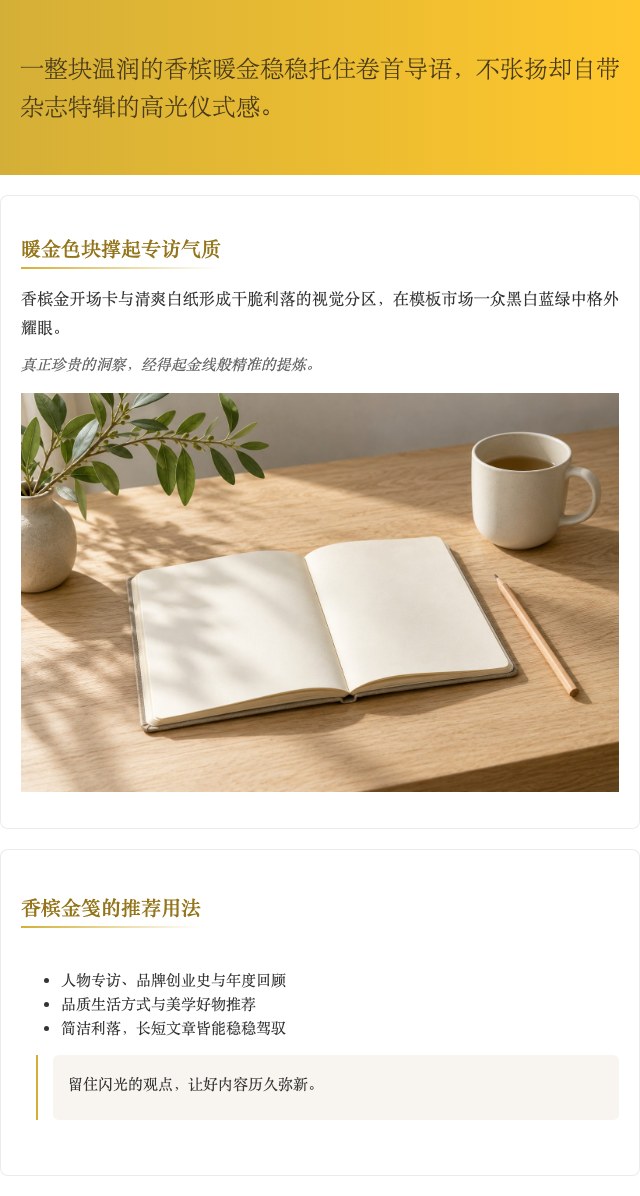 一整块温润的香槟暖金稳稳托住卷首导语，不张扬却自带
杂志特辑的高光仪式感。
暖金色块撑起专访气质
香槟金开场卡与清爽白纸形成干脆利落的视觉分区，在模板市场一众黑白蓝绿中格外
耀眼。
真正珍贵的洞察，经得起金线般精准的提炼。
香槟金笺的推荐用法
人物专访、品牌创业史与年度回顾
品质生活方式与美学好物推荐
简洁利落，长短文章皆能稳稳驾驭
留住闪光的观点，让好内容历久弥新。